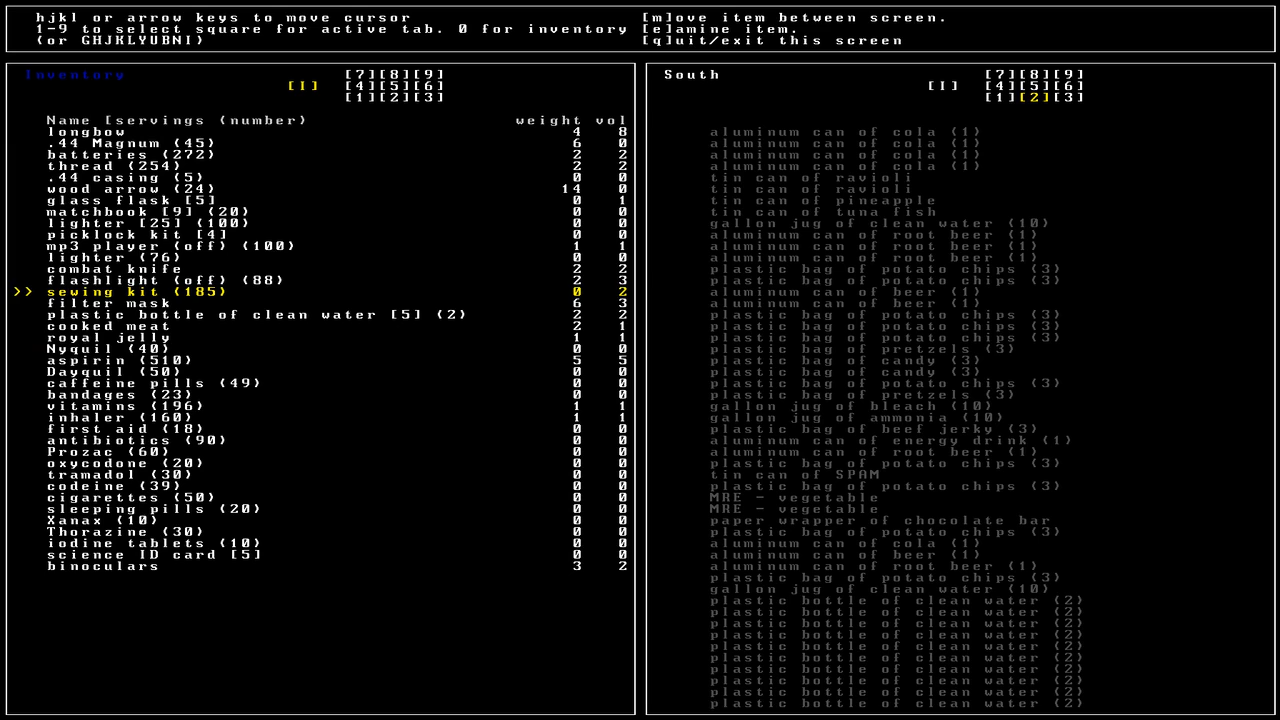 hjkl or arrow keys to move cursor [m]ove item between screen.
1-9 to select square for active tab. 0 for inventory [e]amine item.
(or GHJKLYUBNI) [q]uit/exit this screen
Inventory [7][8][9]
[I] [4][5][6]
[1][2][3]
Name [servings (number) weight vol
longbow 4 8
.44 Magnum (45) 6 0
batteries (272) 2 2
thread (254) 2 2
.44 casing (5) 0 0
wood arrow (24) 14 0
glass flask [5] 0 1
matchbook [9] (20) 0 0
lighter [25] (100) 0 0
picklock kit [4] 0 0
mp3 player (off) (100) 1 1
lighter (76) 0 0
combat knife 2 2
flashlight (off) (88) 2 3
>> sewing kit (185) 0 2
filter mask 6 3
plastic bottle of clean water [5] (2) 2 2
cooked meat 2 1
royal jelly 1 1
Nyquil (40) 0 0
aspirin (510) 5 5
Dayquil (50) 0 0
caffeine pills (49) 0 0
bandages (23) 0 0
vitamins (196) 1 1
inhaler (160) 1 1
first aid (18) 0 0
antibiotics (90) 0 0
Prozac (60) 0 0
oxycodone (20) 0 0
tramadol (30) 0 0
codeine (39) 0 0
cigarettes (50) 0 0
sleeping pills (20) 0 0
Xanax (10) 0 0
Thorazine (30) 0 0
iodine tablets (10) 0 0
science ID card [5] 0 0
binoculars 3 2
South [7][8][9]
[I] [4][5][6]
[1][2][3]
aluminum can of cola (1)
aluminum can of cola (1)
aluminum can of cola (1)
aluminum can of cola (1)
tin can of ravioli
tin can of ravioli
tin can of pineapple
tin can of tuna fish
gallon jug of clean water (10)
aluminum can of root beer (1)
aluminum can of root beer (1)
aluminum can of root beer (1)
plastic bag of potato chips (3)
plastic bag of potato chips (3)
aluminum can of beer (1)
aluminum can of beer (1)
plastic bag of potato chips (3)
plastic bag of potato chips (3)
plastic bag of potato chips (3)
plastic bag of pretzels (3)
plastic bag of candy (3)
plastic bag of candy (3)
plastic bag of potato chips (3)
plastic bag of pretzels (3)
gallon jug of bleach (10)
gallon jug of ammonia (10)
plastic bag of beef jerky (3)
aluminum can of energy drink (1)
aluminum can of root beer (1)
plastic bag of potato chips (3)
tin can of SPAM
plastic bag of potato chips (3)
MRE - vegetable
MRE - vegetable
paper wrapper of chocolate bar
plastic bag of potato chips (3)
aluminum can of cola (1)
aluminum can of beer (1)
aluminum can of root beer (1)
plastic bag of potato chips (3)
gallon jug of clean water (10)
plastic bottle of clean water (2)
plastic bottle of clean water (2)
plastic bottle of clean water (2)
plastic bottle of clean water (2)
plastic bottle of clean water (2)
plastic bottle of clean water (2)
plastic bottle of clean water (2)
plastic bottle of clean water (2)
plastic bottle of clean water (2)
plastic bottle of clean water (2)